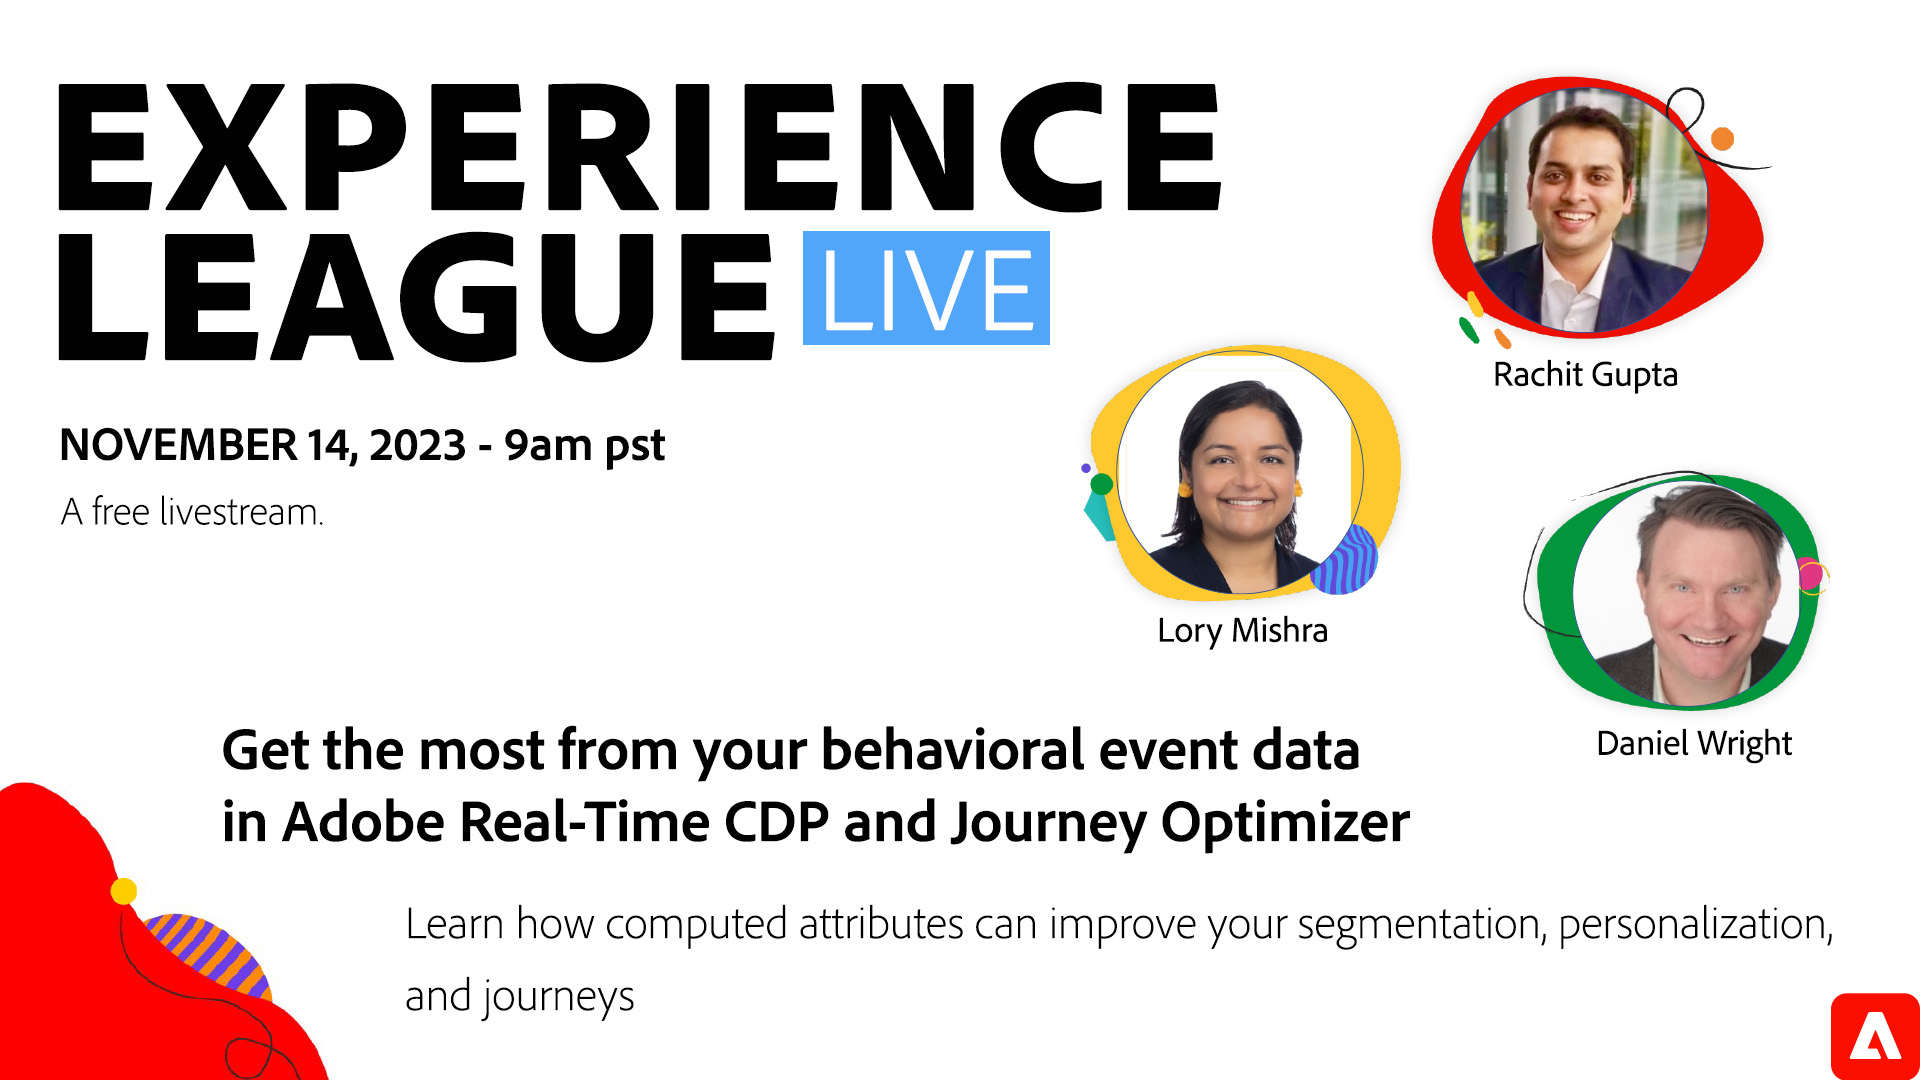 EXPERIENCE
LEAGUE LIVE
NOVEMBER 14, 2023 - 9am pst
A free livestream.
Rachit Gupta
Lory Mishra
Daniel Wright
Get the most from your behavioral event data
in Adobe Real-Time CDP and Journey Optimizer
Learn how computed attributes can improve your segmentation, personalization,
and journeys